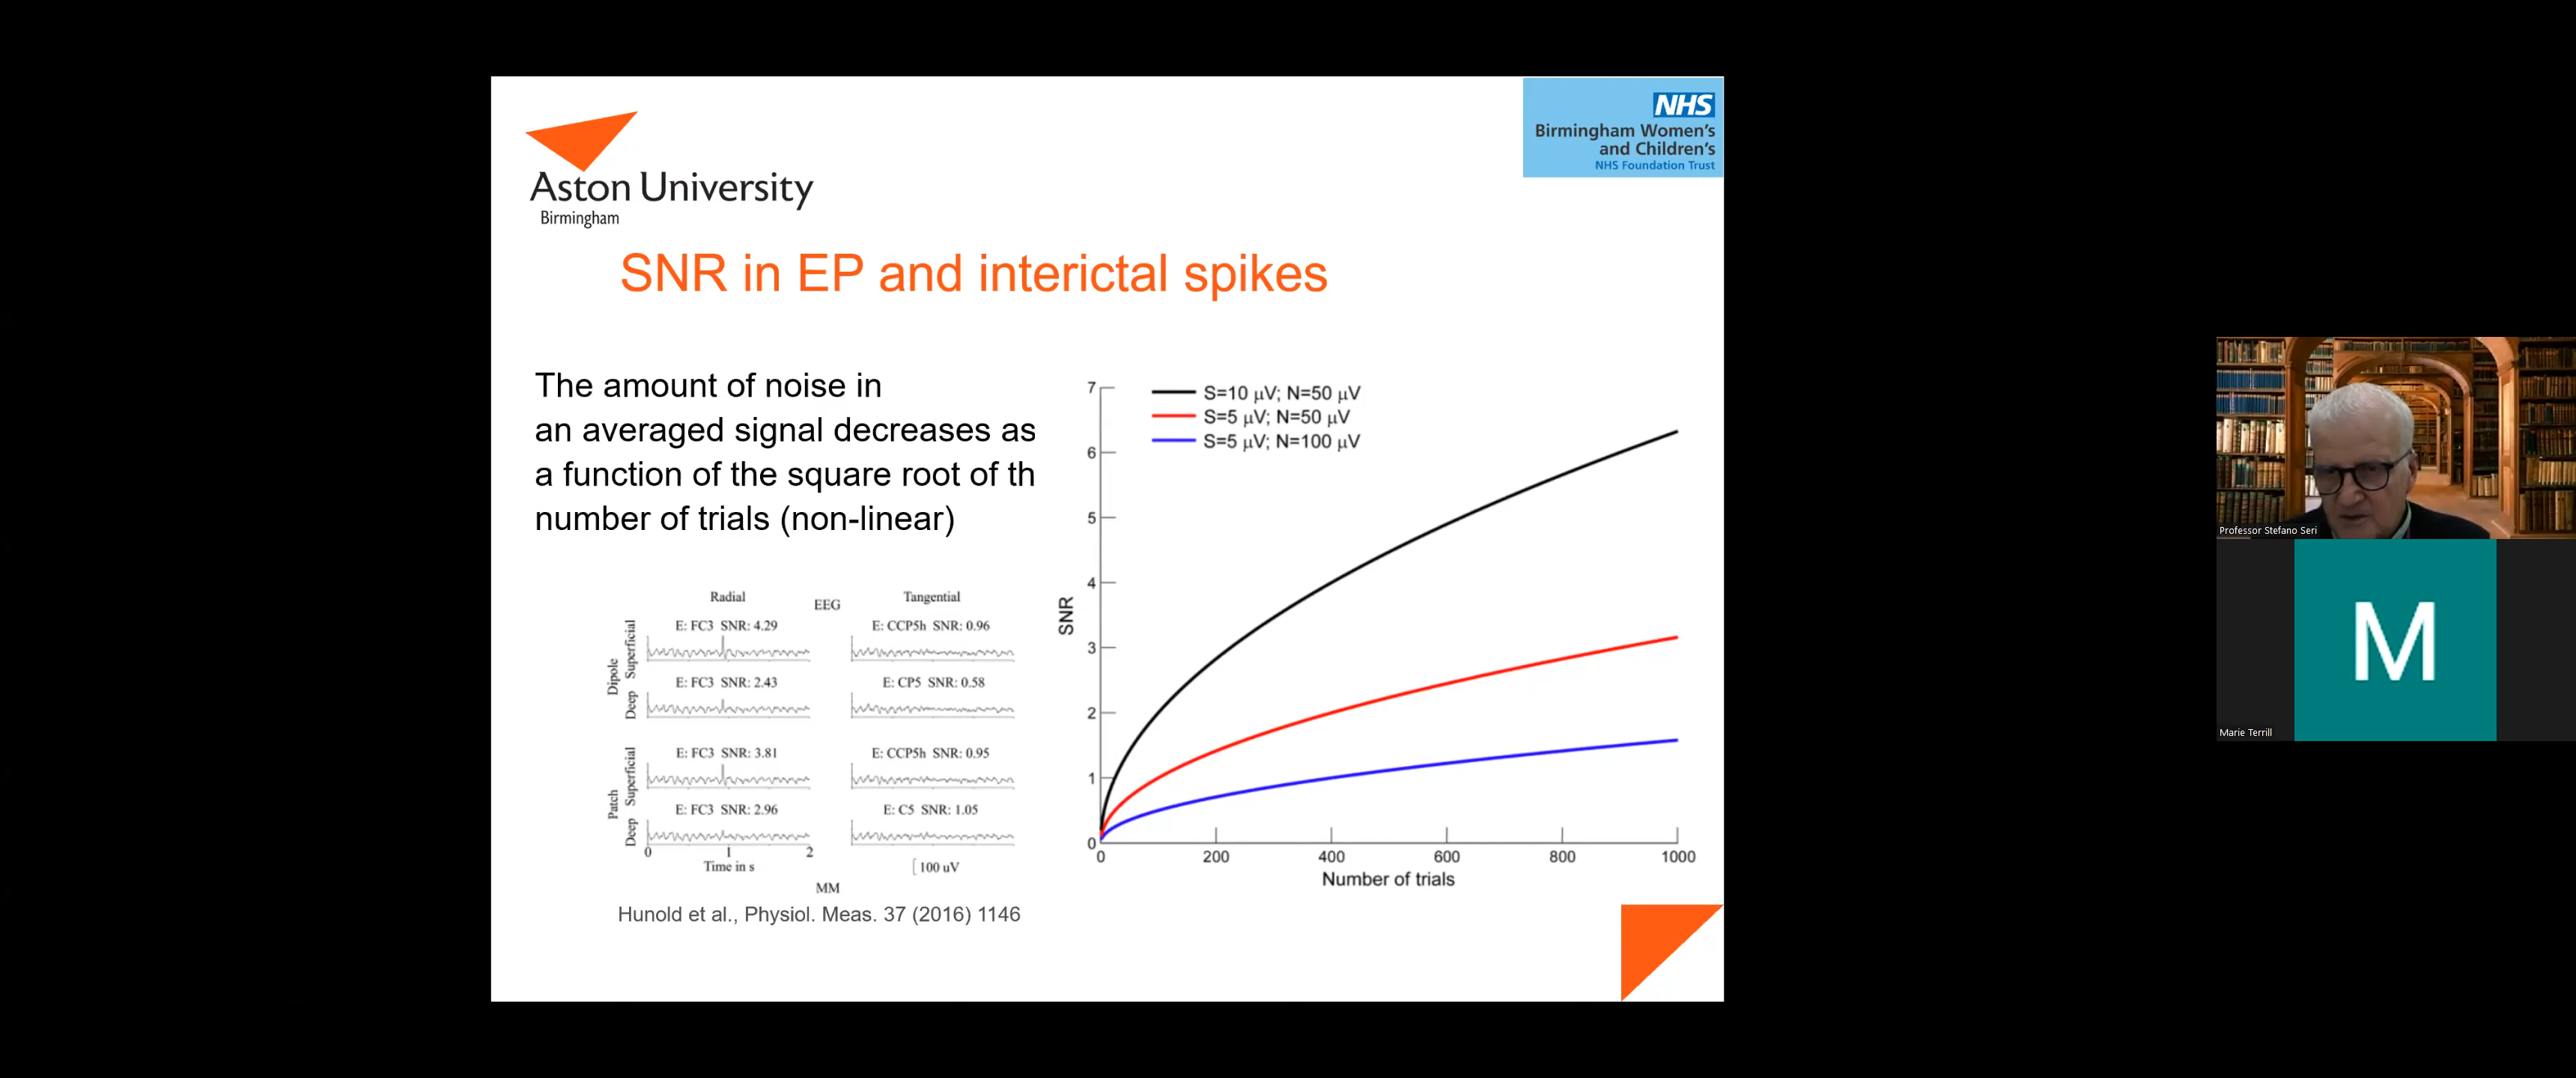 Aston University
Birmingham
NHS
Birmingham Women's
and Children's
NHS Foundation Trust
SNR in EP and interictal spikes
The amount of noise in
an averaged signal decreases as
a function of the square root of th
number of trials (non-linear)
Radial
EEG
Tangential
Dipole
Superficial
E: FC3 SNR: 4.29
E: CCP5h SNR: 0.96
Deep
E: FC3 SNR: 2.43
E: CP5 SNR: 0.58
Patch
Superficial
E: FC3 SNR: 3.81
E: CCP5h SNR: 0.95
Deep
E: FC3 SNR: 2.96
E: C5 SNR: 1.05
0 1 2
Time in s
100 uV
MM
Hunold et al., Physiol. Meas. 37 (2016) 1146
S=10 μV; N=50 μV
S=5 μV; N=50 μV
S=5 μV; N=100 μV
7
6
5
4
3
2
1
0
SNR
0 200 400 600 800 1000
Number of trials
Professor Stefano Seri
M
Marie Terrill